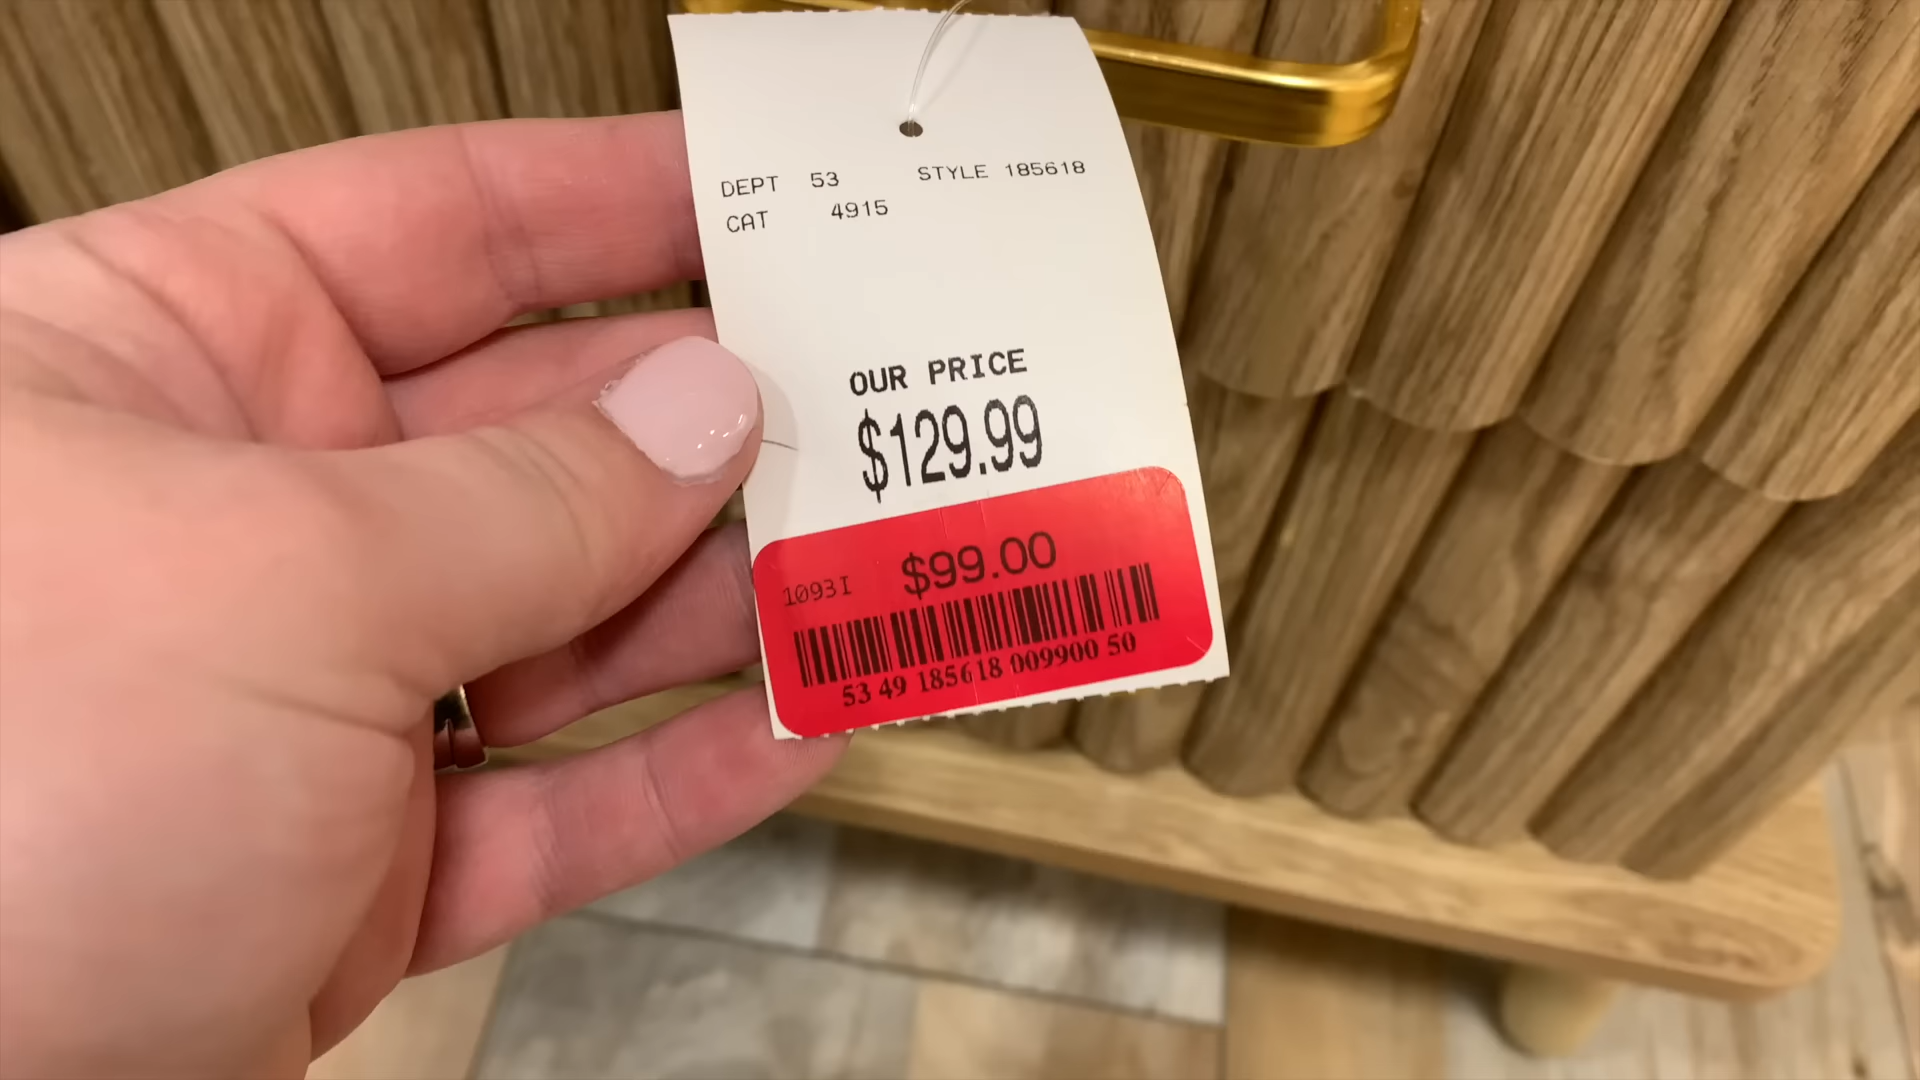 DEPT 53 STYLE 185618
CAT 4915
OUR PRICE
$129.99
1093I $99.00
53 49 185618 009900 50